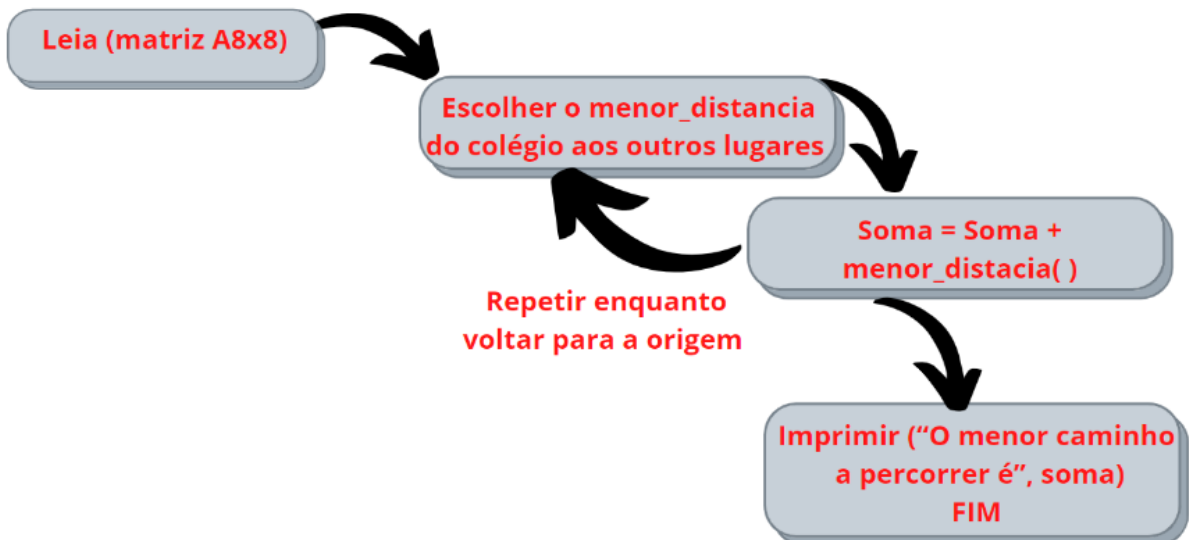 Leia (matriz A8x8)
Escolher o menor_distancia
do colégio aos outros lugares
Soma = Soma +
menor_distacia( )
Repetir enquanto
voltar para a origem
Imprimir (“O menor caminho
a percorrer é”, soma)
FIM